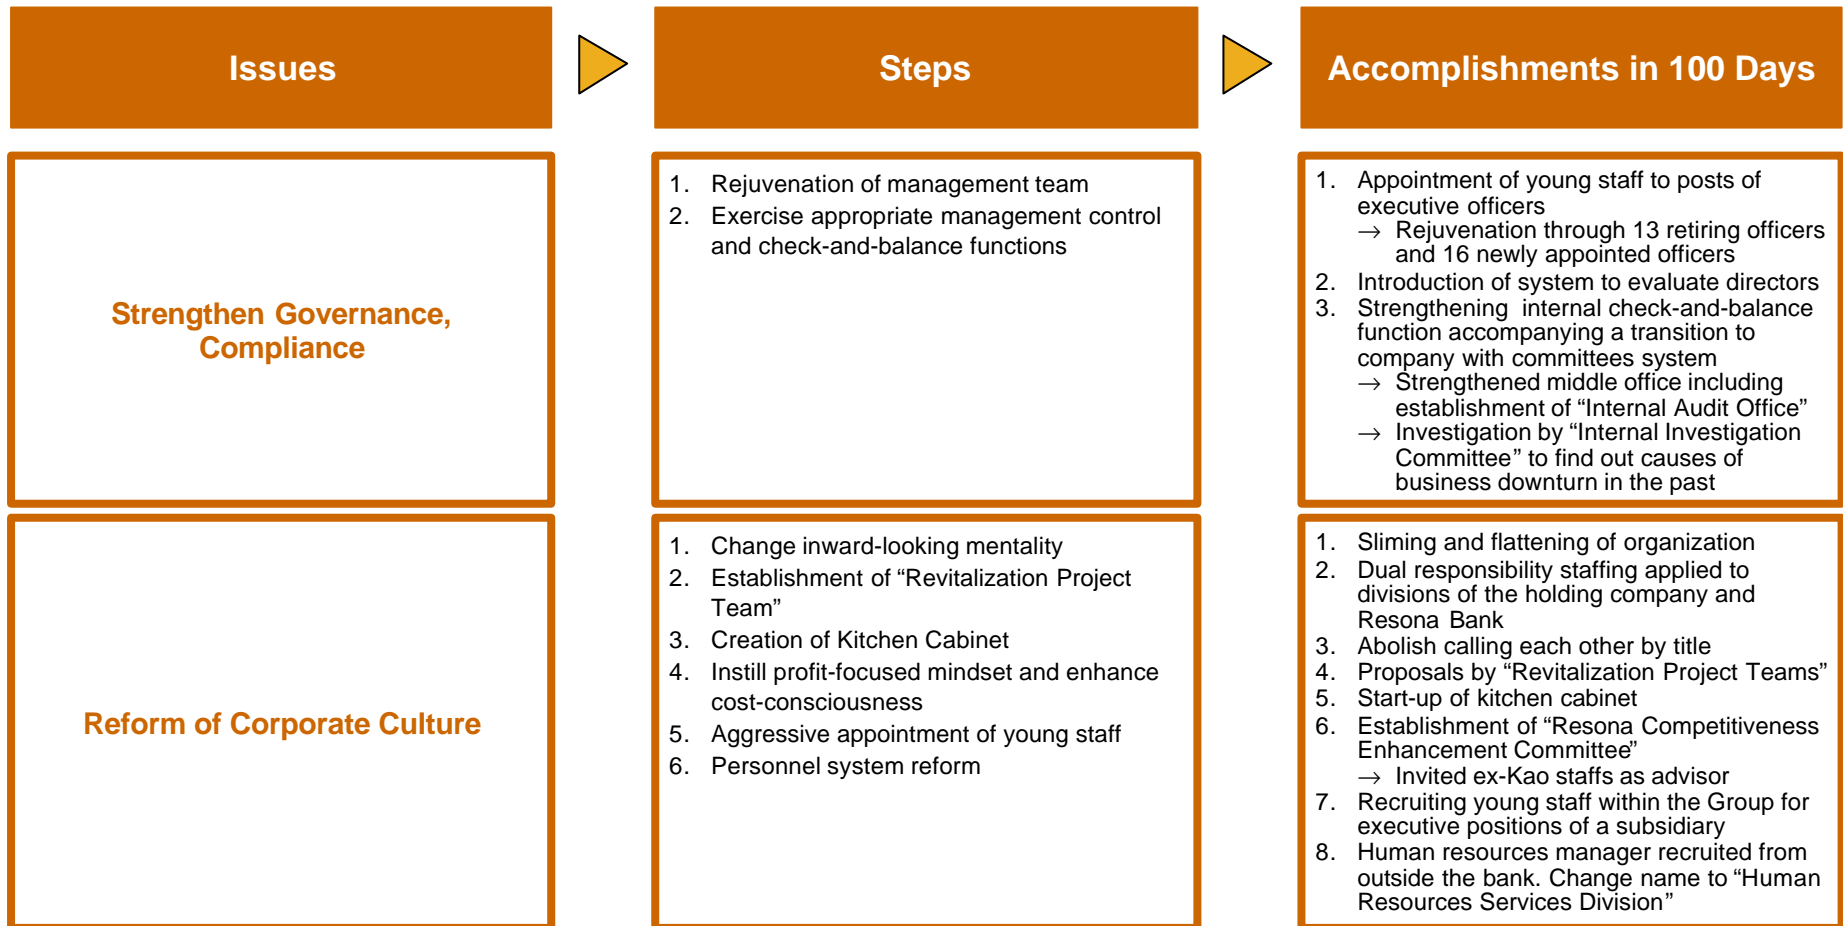 Issues
Steps
Accomplishments in 100 Days
Strengthen Governance,
Compliance
1. Rejuvenation of management team
2. Exercise appropriate management control
and check-and-balance functions
1. Appointment of young staff to posts of
executive officers
→ Rejuvenation through 13 retiring officers
and 16 newly appointed officers
2. Introduction of system to evaluate directors
3. Strengthening internal check-and-balance
function accompanying a transition to
company with committees system
→ Strengthened middle office including
establishment of “Internal Audit Office”
→ Investigation by “Internal Investigation
Committee” to find out causes of
business downturn in the past
Reform of Corporate Culture
1. Change inward-looking mentality
2. Establishment of “Revitalization Project
Team”
3. Creation of Kitchen Cabinet
4. Instill profit-focused mindset and enhance
cost-consciousness
5. Aggressive appointment of young staff
6. Personnel system reform
1. Sliming and flattening of organization
2. Dual responsibility staffing applied to
divisions of the holding company and
Resona Bank
3. Abolish calling each other by title
4. Proposals by “Revitalization Project Teams”
5. Start-up of kitchen cabinet
6. Establishment of “Resona Competitiveness
Enhancement Committee”
→ Invited ex-Kao staffs as advisor
7. Recruiting young staff within the Group for
executive positions of a subsidiary
8. Human resources manager recruited from
outside the bank. Change name to “Human
Resources Services Division”